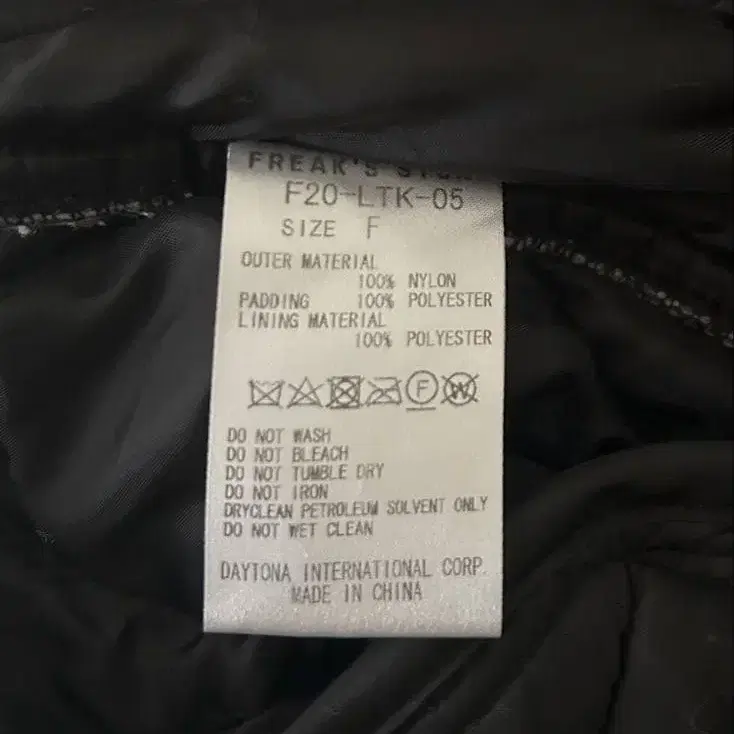 FREAK'S
F20-LTK-05
SIZE F
OUTER MATERIAL
100% NYLON
PADDING 100% POLYESTER
LINING MATERIAL
100% POLYESTER
F W
DO NOT WASH
DO NOT BLEACH
DO NOT TUMBLE DRY
DO NOT IRON
DRYCLEAN PETROLEUM SOLVENT ONLY
DO NOT WET CLEAN
DAYTONA INTERNATIONAL CORP.
MADE IN CHINA